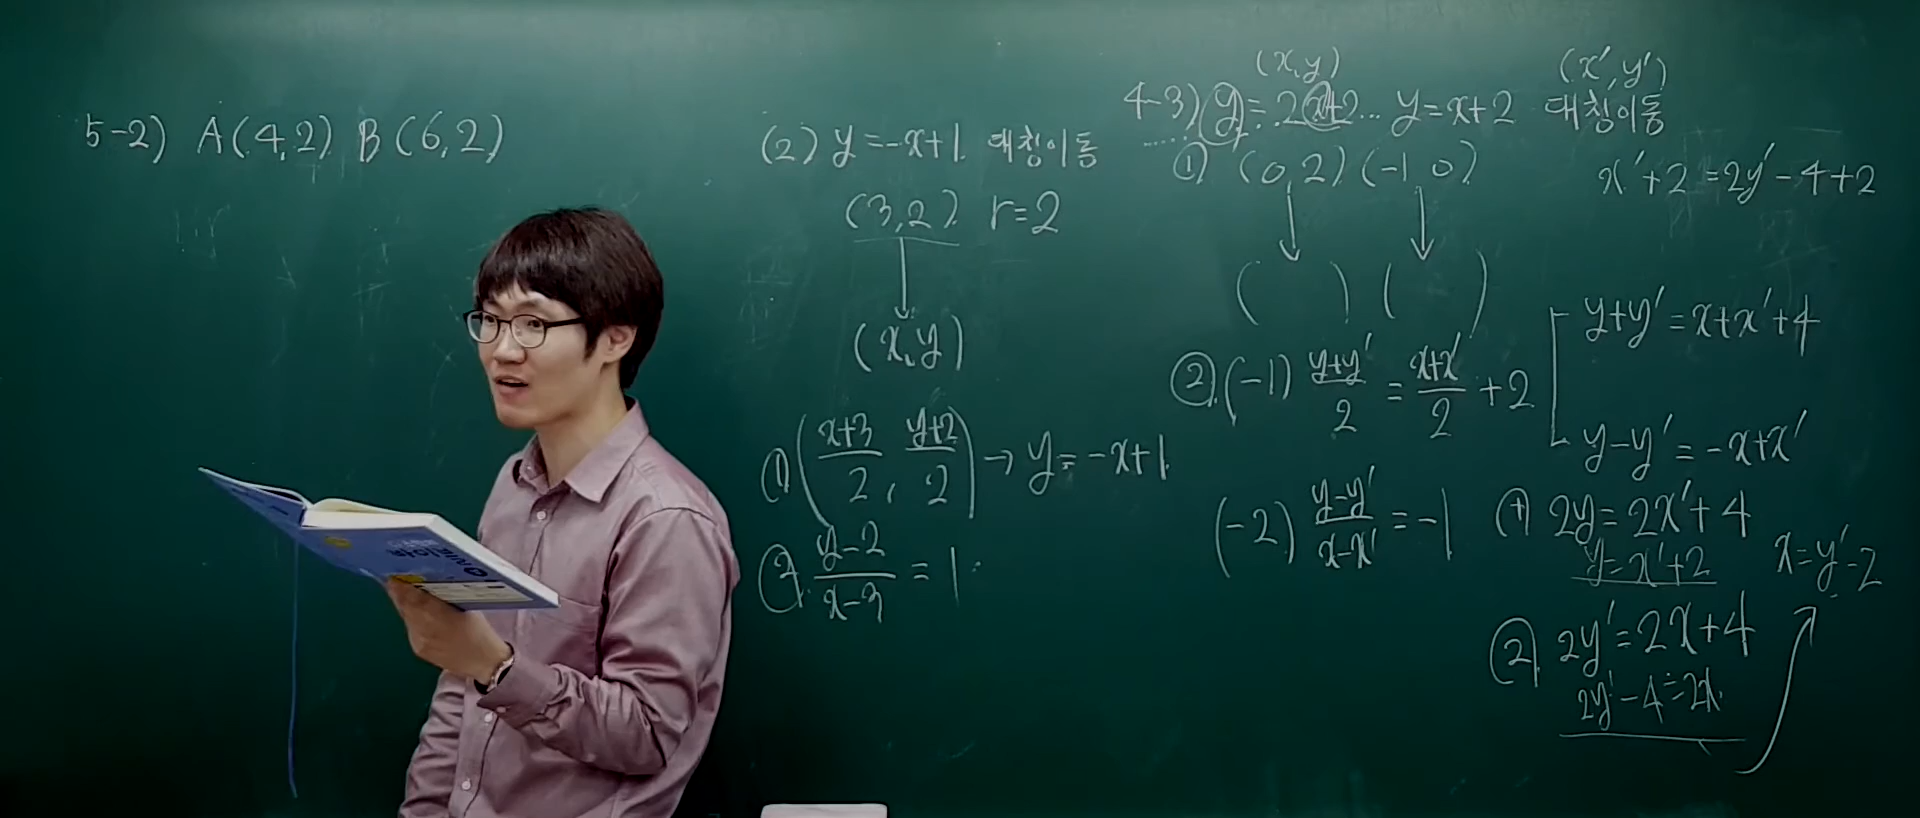 5-2) A(4,2) B(6,2)
(2) y=-x+1 대칭이동
(3,2) r=2
(x,y)
① (x+3/2, y+2/2) → y=-x+1
② y-2/x-3 = 1
(x,y)
4-3) y=2x+2... y=x+2 대칭이동
(x',y')
① (0,2) (-1 0)
( ) ( )
② (-1) y+y'/2 = x+x'/2 +2
(-2) y-y'/x-x' = -1
x'+2=2y'-4+2
y+y'=x+x'+4
y-y'=-x+x'
2y=2x'+4
y=x'+2
x=y'-2
② 2y'=2x+4
2y'-4=2x